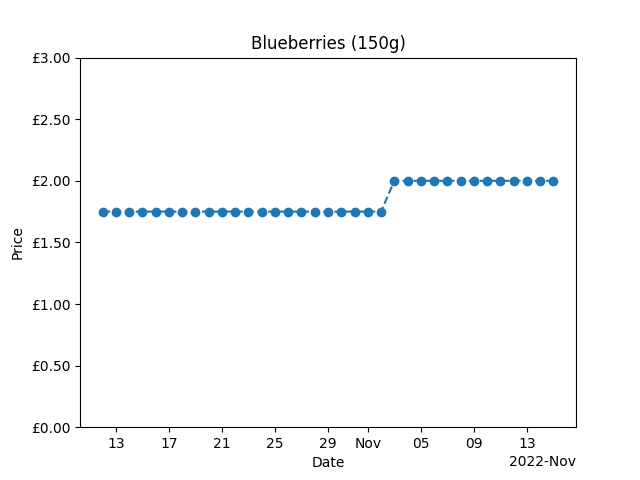 Blueberries (150g)
£3.00
£2.50
£2.00
£1.50
£1.00
£0.50
£0.00
Price
13 17 21 25 29 Nov 05 09 13
Date
2022-Nov